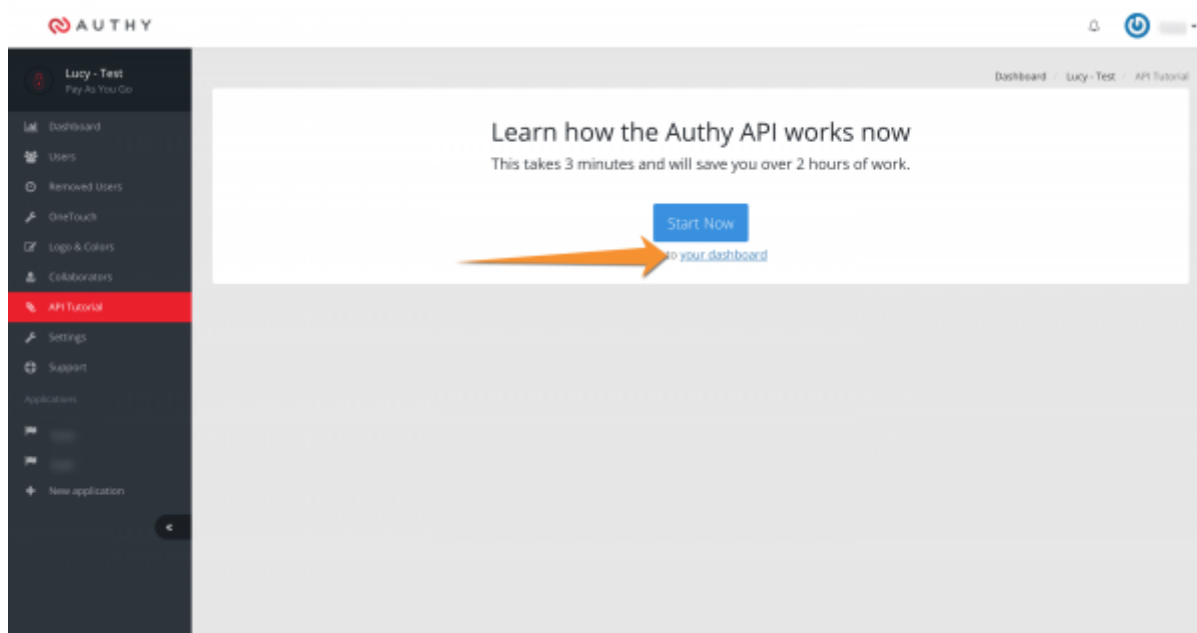 AUTHY
Lucy - Test
Pay As You Go
Dashboard / Lucy - Test / API Tutorial
Dashboard
Users
Removed Users
OneTouch
Logo & Colors
Collaborators
API Tutorial
Settings
Support
Applications
New application
Learn how the Authy API works now
This takes 3 minutes and will save you over 2 hours of work.
Start Now
to your dashboard